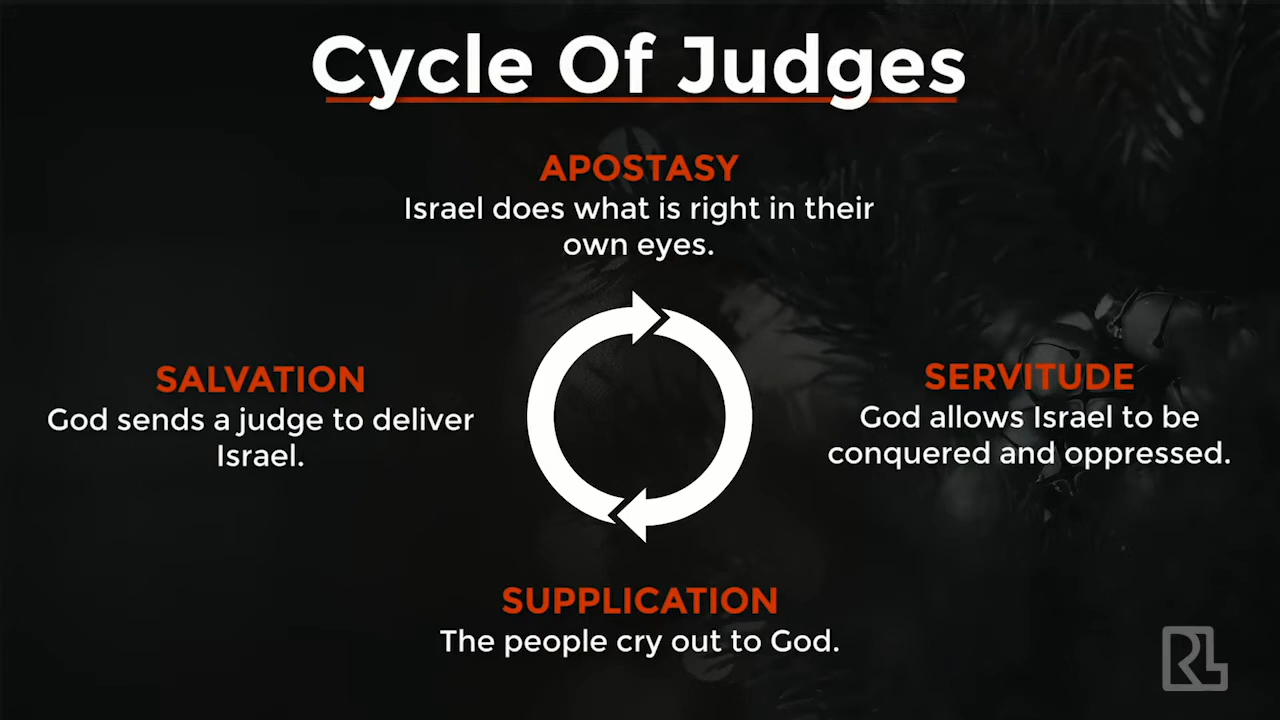 Cycle Of Judges
APOSTASY
Israel does what is right in their
own eyes.
SALVATION
God sends a judge to deliver
Israel.
SERVITUDE
God allows Israel to be
conquered and oppressed.
SUPPLICATION
The people cry out to God.
RL